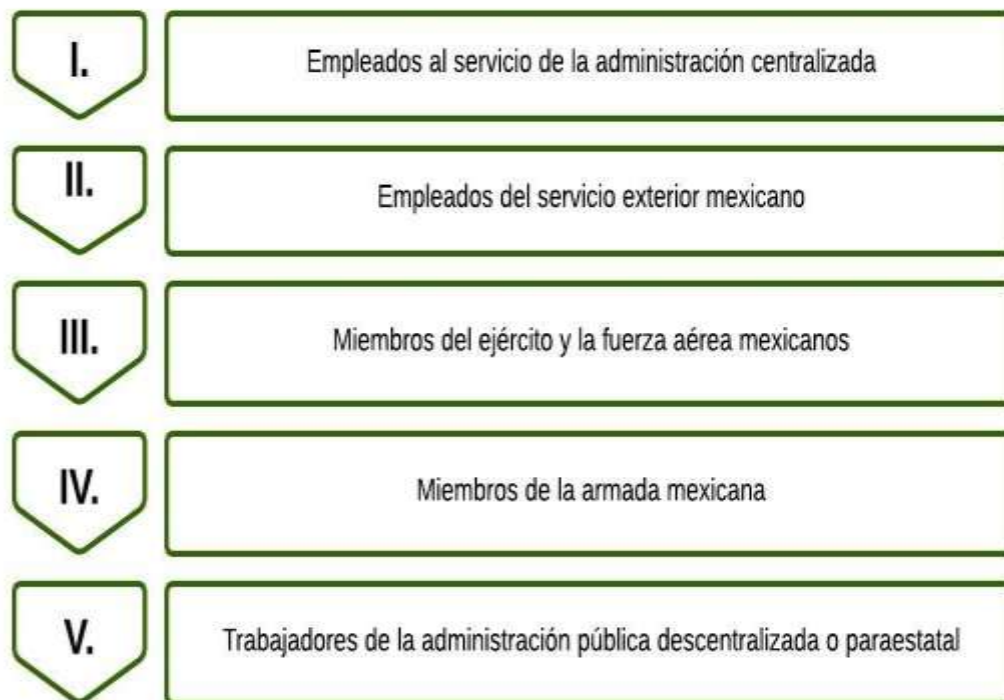 I.
Empleados al servicio de la administración centralizada
II.
Empleados del servicio exterior mexicano
III.
Miembros del ejército y la fuerza aérea mexicanos
IV.
Miembros de la armada mexicana
V.
Trabajadores de la administración pública descentralizada o paraestatal